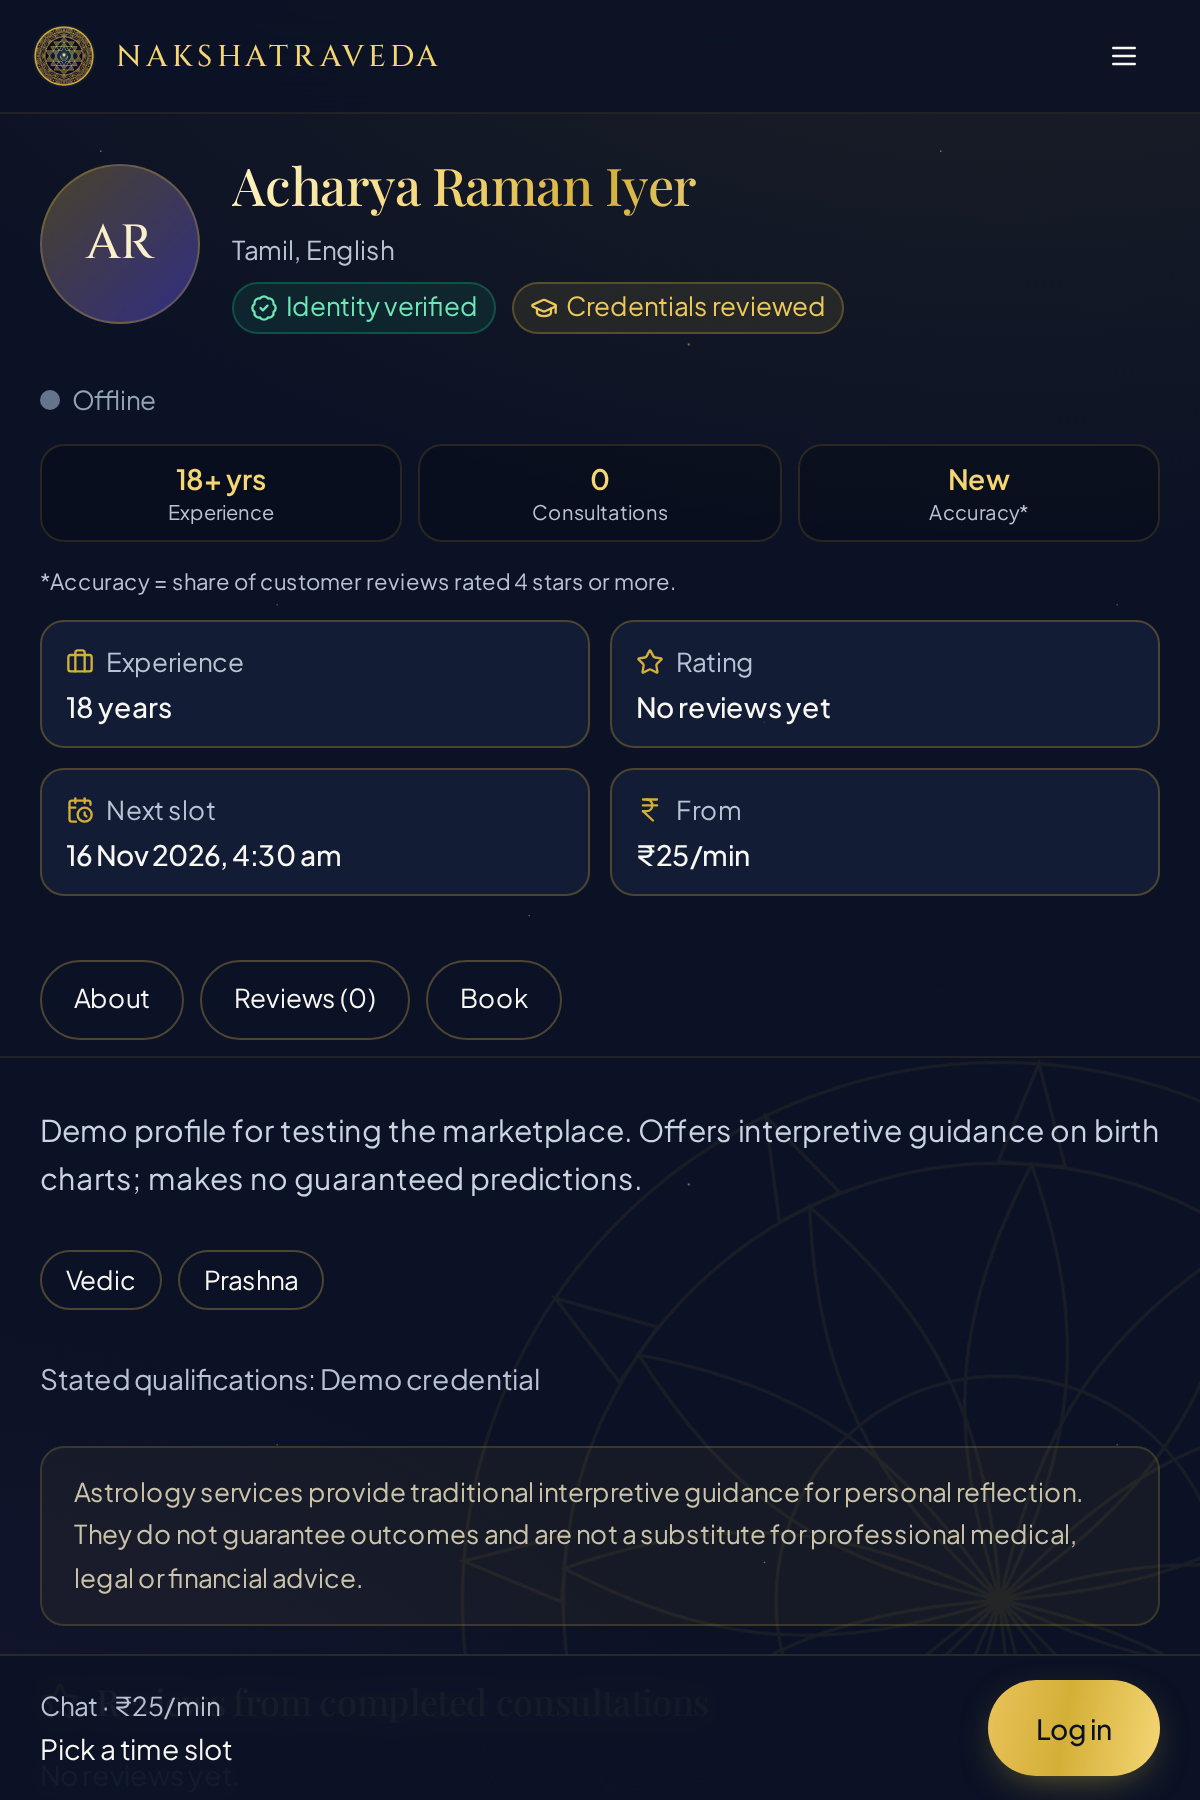 NAKSHATRAVEDA
AR
Acharya Raman Iyer
Tamil, English
Identity verified
Credentials reviewed
Offline
18+ yrs
Experience
0
Consultations
New
Accuracy*
*Accuracy = share of customer reviews rated 4 stars or more.
Experience
18 years
Rating
No reviews yet
Next slot
16 Nov 2026, 4:30 am
From
₹25/min
About
Reviews (0)
Book
Demo profile for testing the marketplace. Offers interpretive guidance on birth
charts; makes no guaranteed predictions.
Vedic
Prashna
Stated qualifications: Demo credential
Astrology services provide traditional interpretive guidance for personal reflection.
They do not guarantee outcomes and are not a substitute for professional medical,
legal or financial advice.
from completed consultations
Chat · ₹25/min
Pick a time slot
No reviews yet.
Log in